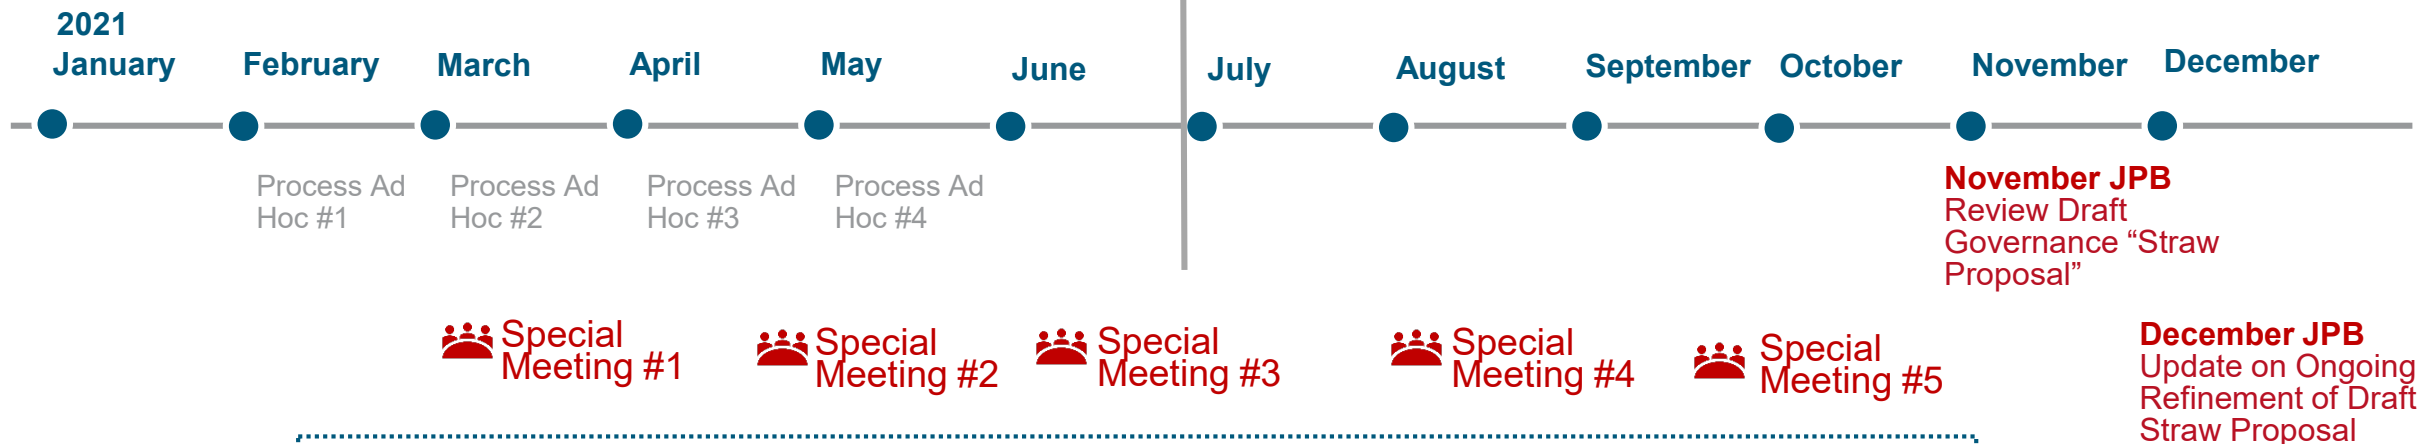 2021
January
February
March
April
May
June
July
August
September
October
November
December
Process Ad
Hoc #1
Process Ad
Hoc #2
Process Ad
Hoc #3
Process Ad
Hoc #4
November JPB
Review Draft
Governance “Straw
Proposal”
Special
Meeting #1
Special
Meeting #2
Special
Meeting #3
Special
Meeting #4
Special
Meeting #5
December JPB
Update on Ongoing
Refinement of Draft
Straw Proposal